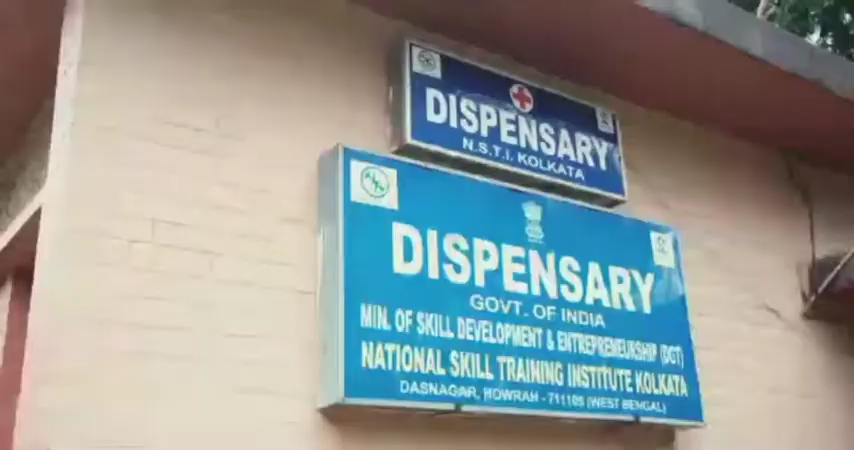 DISPENSARY
N.S.T.I. KOLKATA
DISPENSARY
GOVT. OF INDIA
MIN. OF SKILL DEVELOPMENT & ENTREPRENEURSHIP (DGT)
NATIONAL SKILL TRAINING INSTITUTE KOLKATA
DASNAGAR, HOWRAH - 711105 (WEST BENGAL)